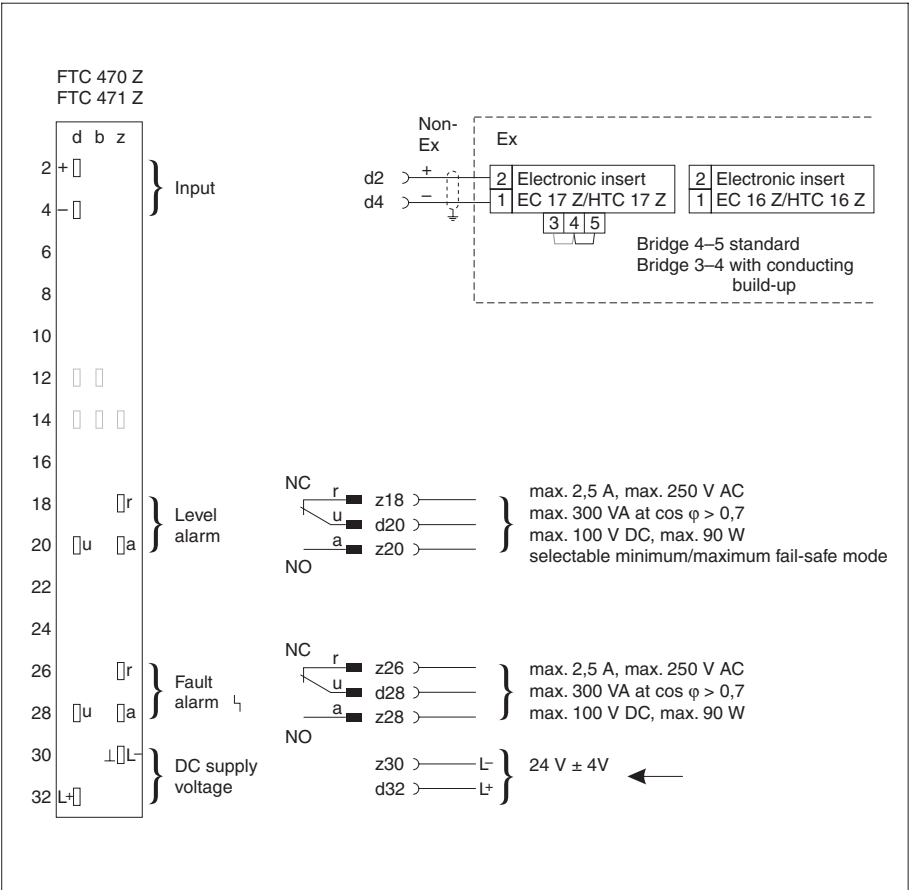 FTC 470 Z
FTC 471 Z
d b z
2 +
4 –
Input
6
8
10
12
14
16
18 r
20 u a
Level
alarm
22
24
26 r
28 u a
Fault
alarm
30 ⊥ L–
32 L+
DC supply
voltage
Non-
Ex
Ex
d2 +
d4 –
2 Electronic insert
1 EC 17 Z/HTC 17 Z
3 4 5
2 Electronic insert
1 EC 16 Z/HTC 16 Z
Bridge 4–5 standard
Bridge 3–4 with conducting
build-up
NC
r z18
u d20
a z20
NO
max. 2,5 A, max. 250 V AC
max. 300 VA at cos φ > 0,7
max. 100 V DC, max. 90 W
selectable minimum/maximum fail-safe mode
NC
r z26
u d28
a z28
NO
max. 2,5 A, max. 250 V AC
max. 300 VA at cos φ > 0,7
max. 100 V DC, max. 90 W
z30 L–
d32 L+
24 V ± 4V